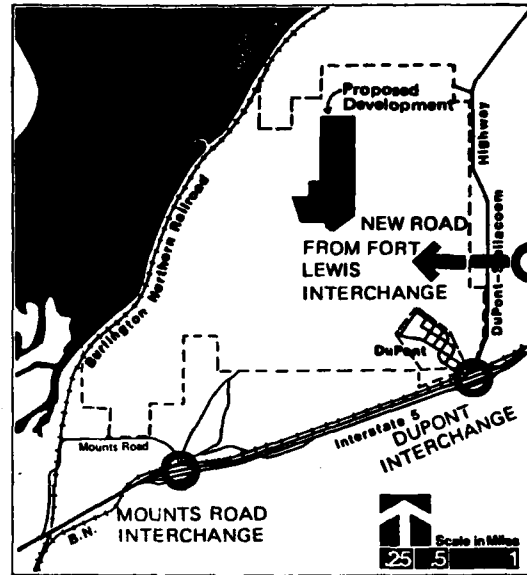 Proposed
Development
Highway
Burlington Northern Railroad
NEW ROAD
FROM FORT
LEWIS
INTERCHANGE
DuPont-Steilacoom
DuPont
Interstate 5
DUPONT
INTERCHANGE
Mounts Road
B.N.
MOUNTS ROAD
INTERCHANGE
Scale in Miles
.25 .5 1